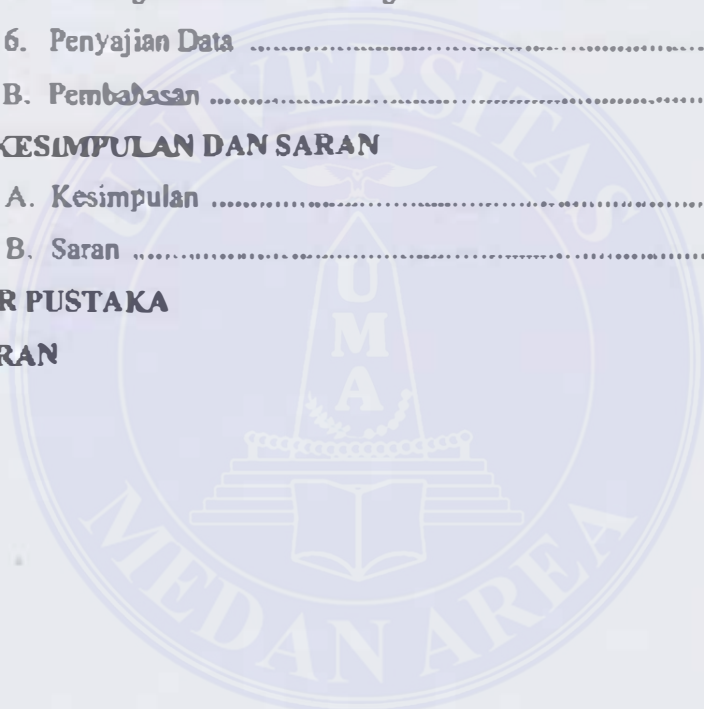 6. Penyajian Data ........................................
B. Pembahasan ........................................
KESIMPULAN DAN SARAN
A. Kesimpulan ........................................
B. Saran ........................................
R PUSTAKA
RAN
UNIVERSITAS
UMA
MEDAN AREA